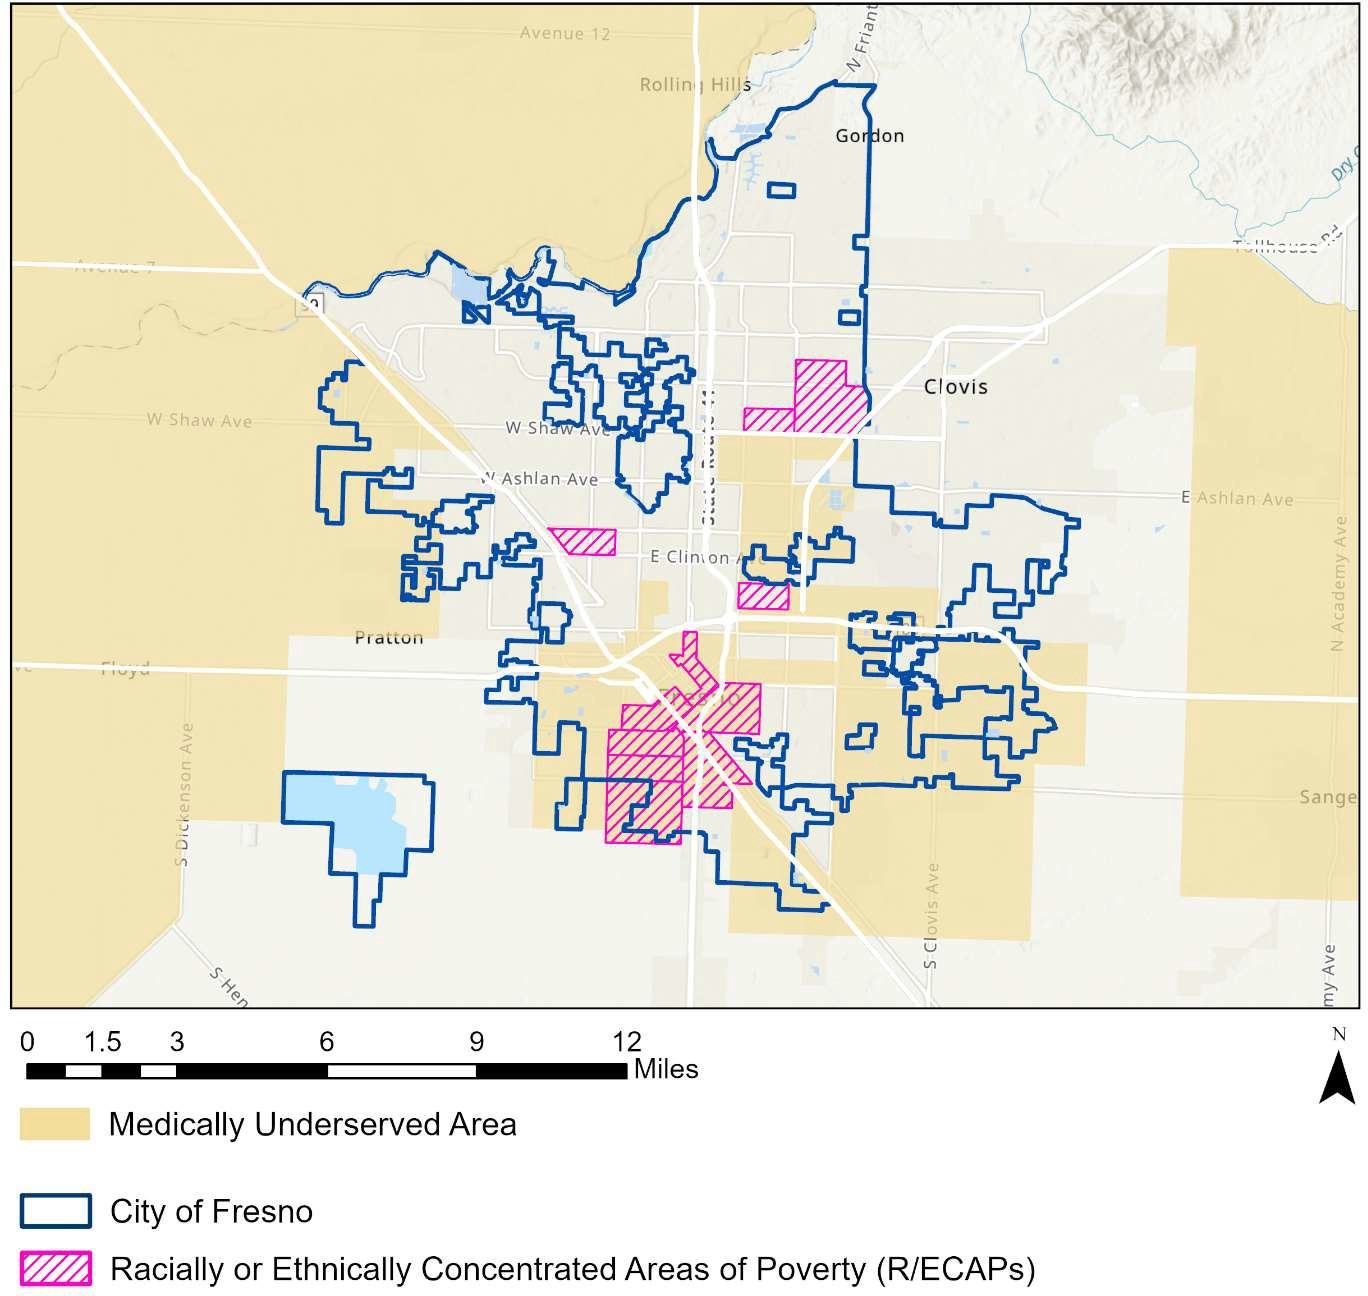 Avenue 12
N Friant
Rolling Hills
Gordon
Dry C
Tollhouse Rd
Avenue 7
99
Clovis
W Shaw Ave
W Shaw Ave
W Ashlan Ave
State Route 41
E Ashlan Ave
E Clinton Ave
N Academy Ave
Pratton
Floyd
Fresno
S Dickenson Ave
Sange
S Clovis Ave
S Hen
my Ave
0 1.5 3 6 9 12
Miles
N
Medically Underserved Area
City of Fresno
Racially or Ethnically Concentrated Areas of Poverty (R/ECAPs)